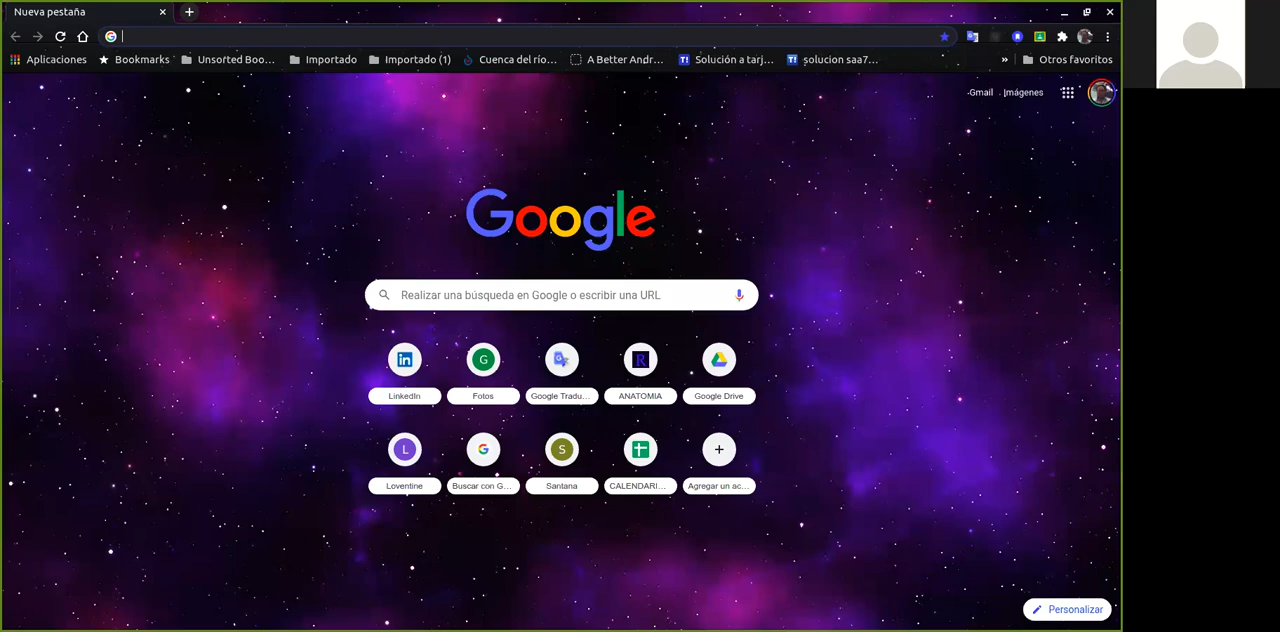 Nueva pestaña
Aplicaciones
Bookmarks
Unsorted Boo...
Importado
Importado (1)
Cuenca del río...
A Better Andr...
Solución a tarj...
solucion saa7...
»
Otros favoritos
Gmail
Imágenes
Google
Realizar una búsqueda en Google o escribir una URL
LinkedIn
G
Fotos
Google Tradu...
R
ANATOMIA
Google Drive
L
Loventine
Buscar con G...
S
Santana
CALENDARI...
Agregar un ac...
Personalizar